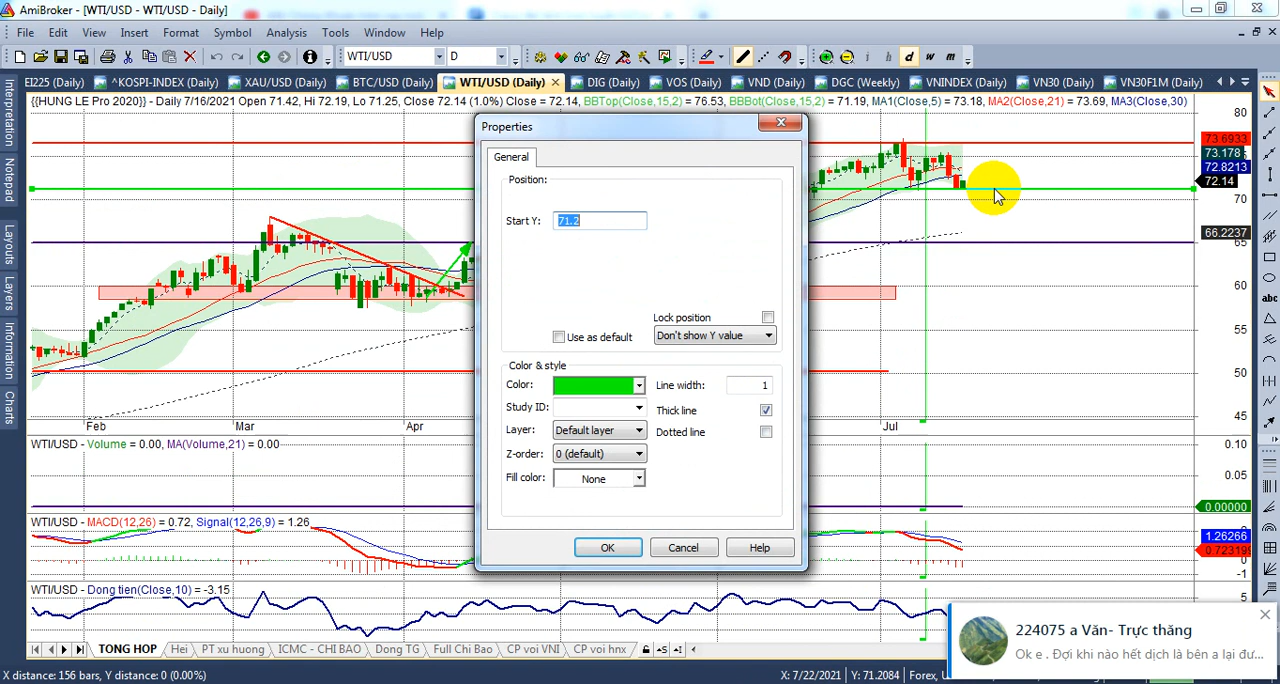 AmiBroker - [WTI/USD - Daily]
File Edit View Insert Format Symbol Analysis Tools Window Help
WTI/USD D i h d w m
EI225 (Daily) ^KOSPI-INDEX (Daily) XAU/USD (Daily) BTC/USD (Daily) WTI/USD (Daily) DIG (Daily) VOS (Daily) VND (Daily) DGC (Weekly) VNINDEX (Daily) VN30 (Daily) VN30F1M (Daily)
{{HUNG LE Pro 2020}} - Daily 7/16/2021 Open 71.42, Hi 72.19, Lo 71.25, Close 72.14 (1.0%) Close = 72.14, BBTop(Close,15,2) = 76.53, BBBot(Close,15,2) = 71.19, MA1(Close,5) = 73.18, MA2(Close,21) = 73.69, MA3(Close,30)
Interpretation
Notepad
Layouts
Layers
Information
Charts
80
73.6933
73.178
72.8213
72.14
70
66.2237
65
60
55
50
45
Properties
General
Position:
Start Y: 71.2
Lock position
Use as default Don't show Y value
Color & style
Color: Line width: 1
Study ID: Thick line
Layer: Default layer Dotted line
Z-order: 0 (default)
Fill color: None
OK Cancel Help
abc
Feb Mar Apr Jul
WTI/USD - Volume = 0.00, MA(Volume,21) = 0.00
0.10
0.05
0.00000
WTI/USD - MACD(12,26) = 0.72, Signal(12,26,9) = 1.26
1.26266
0.723199
0
-1
WTI/USD - Dong tien(Close,10) = -3.15
5
224075 a Văn- Trực thăng
Ok e . Đợi khi nào hết dịch là bên a lại đư...
TONG HOP Hei PT xu huong ICMC - CHI BAO Dong TG Full Chi Bao CP voi VNI CP voi hnx
X distance: 156 bars, Y distance: 0 (0.00%) X: 7/22/2021 Y: 71.2084 Forex,